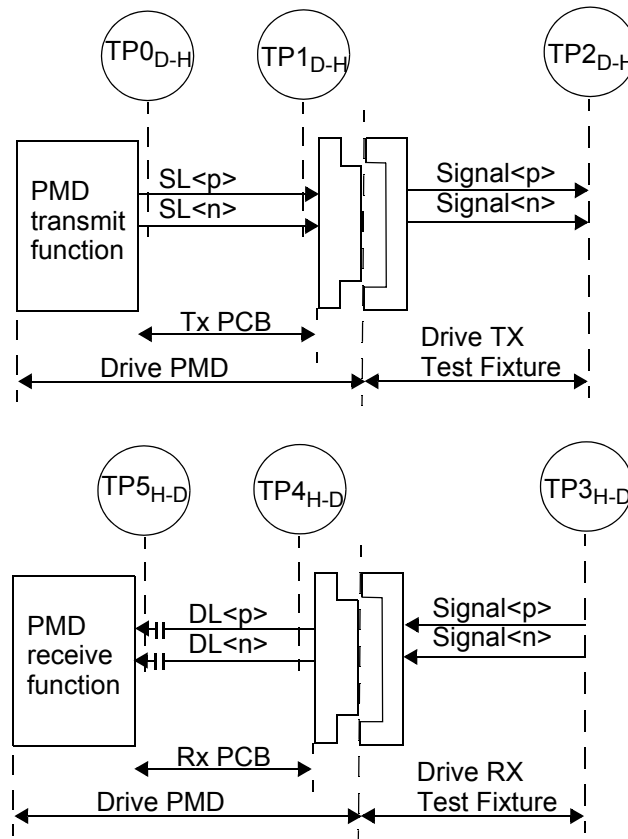 TP0D-H
TP1D-H
TP2D-H
PMD
transmit
function
SL<p>
SL<n>
Signal<p>
Signal<n>
Tx PCB
Drive PMD
Drive TX
Test Fixture
TP5H-D
TP4H-D
TP3H-D
PMD
receive
function
DL<p>
DL<n>
Signal<p>
Signal<n>
Rx PCB
Drive PMD
Drive RX
Test Fixture